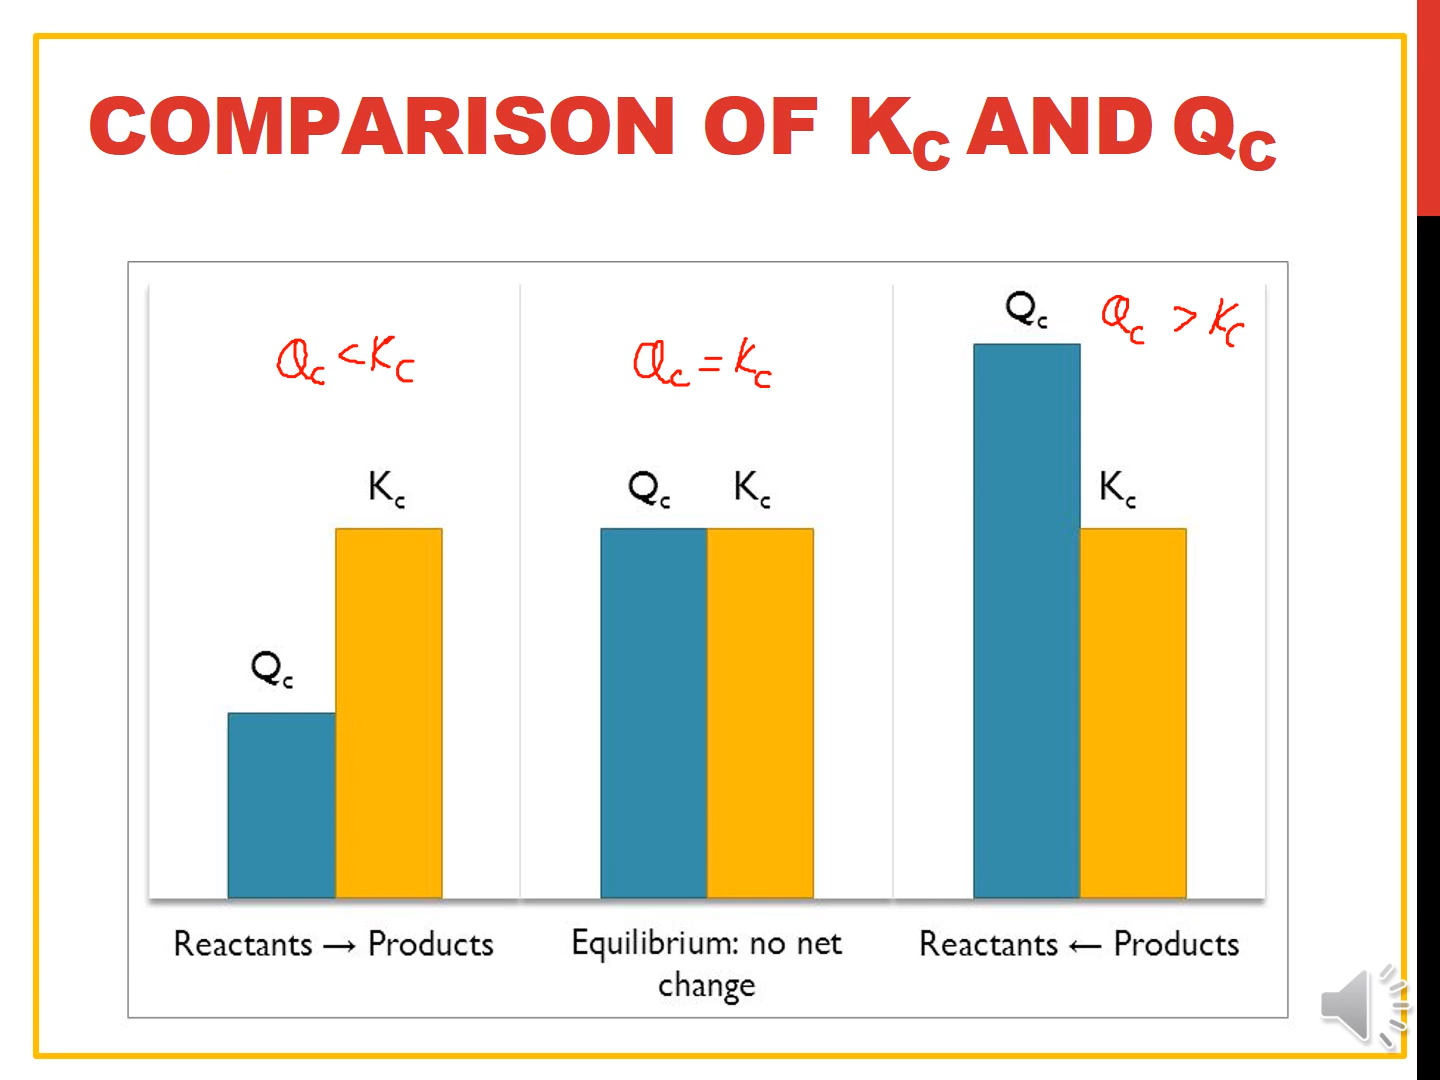 COMPARISON OF KC AND QC
Qc < Kc
Qc = Kc
Qc
Qc > Kc
Kc
Qc
Kc
Kc
Qc
Reactants → Products
Equilibrium: no net
change
Reactants ← Products